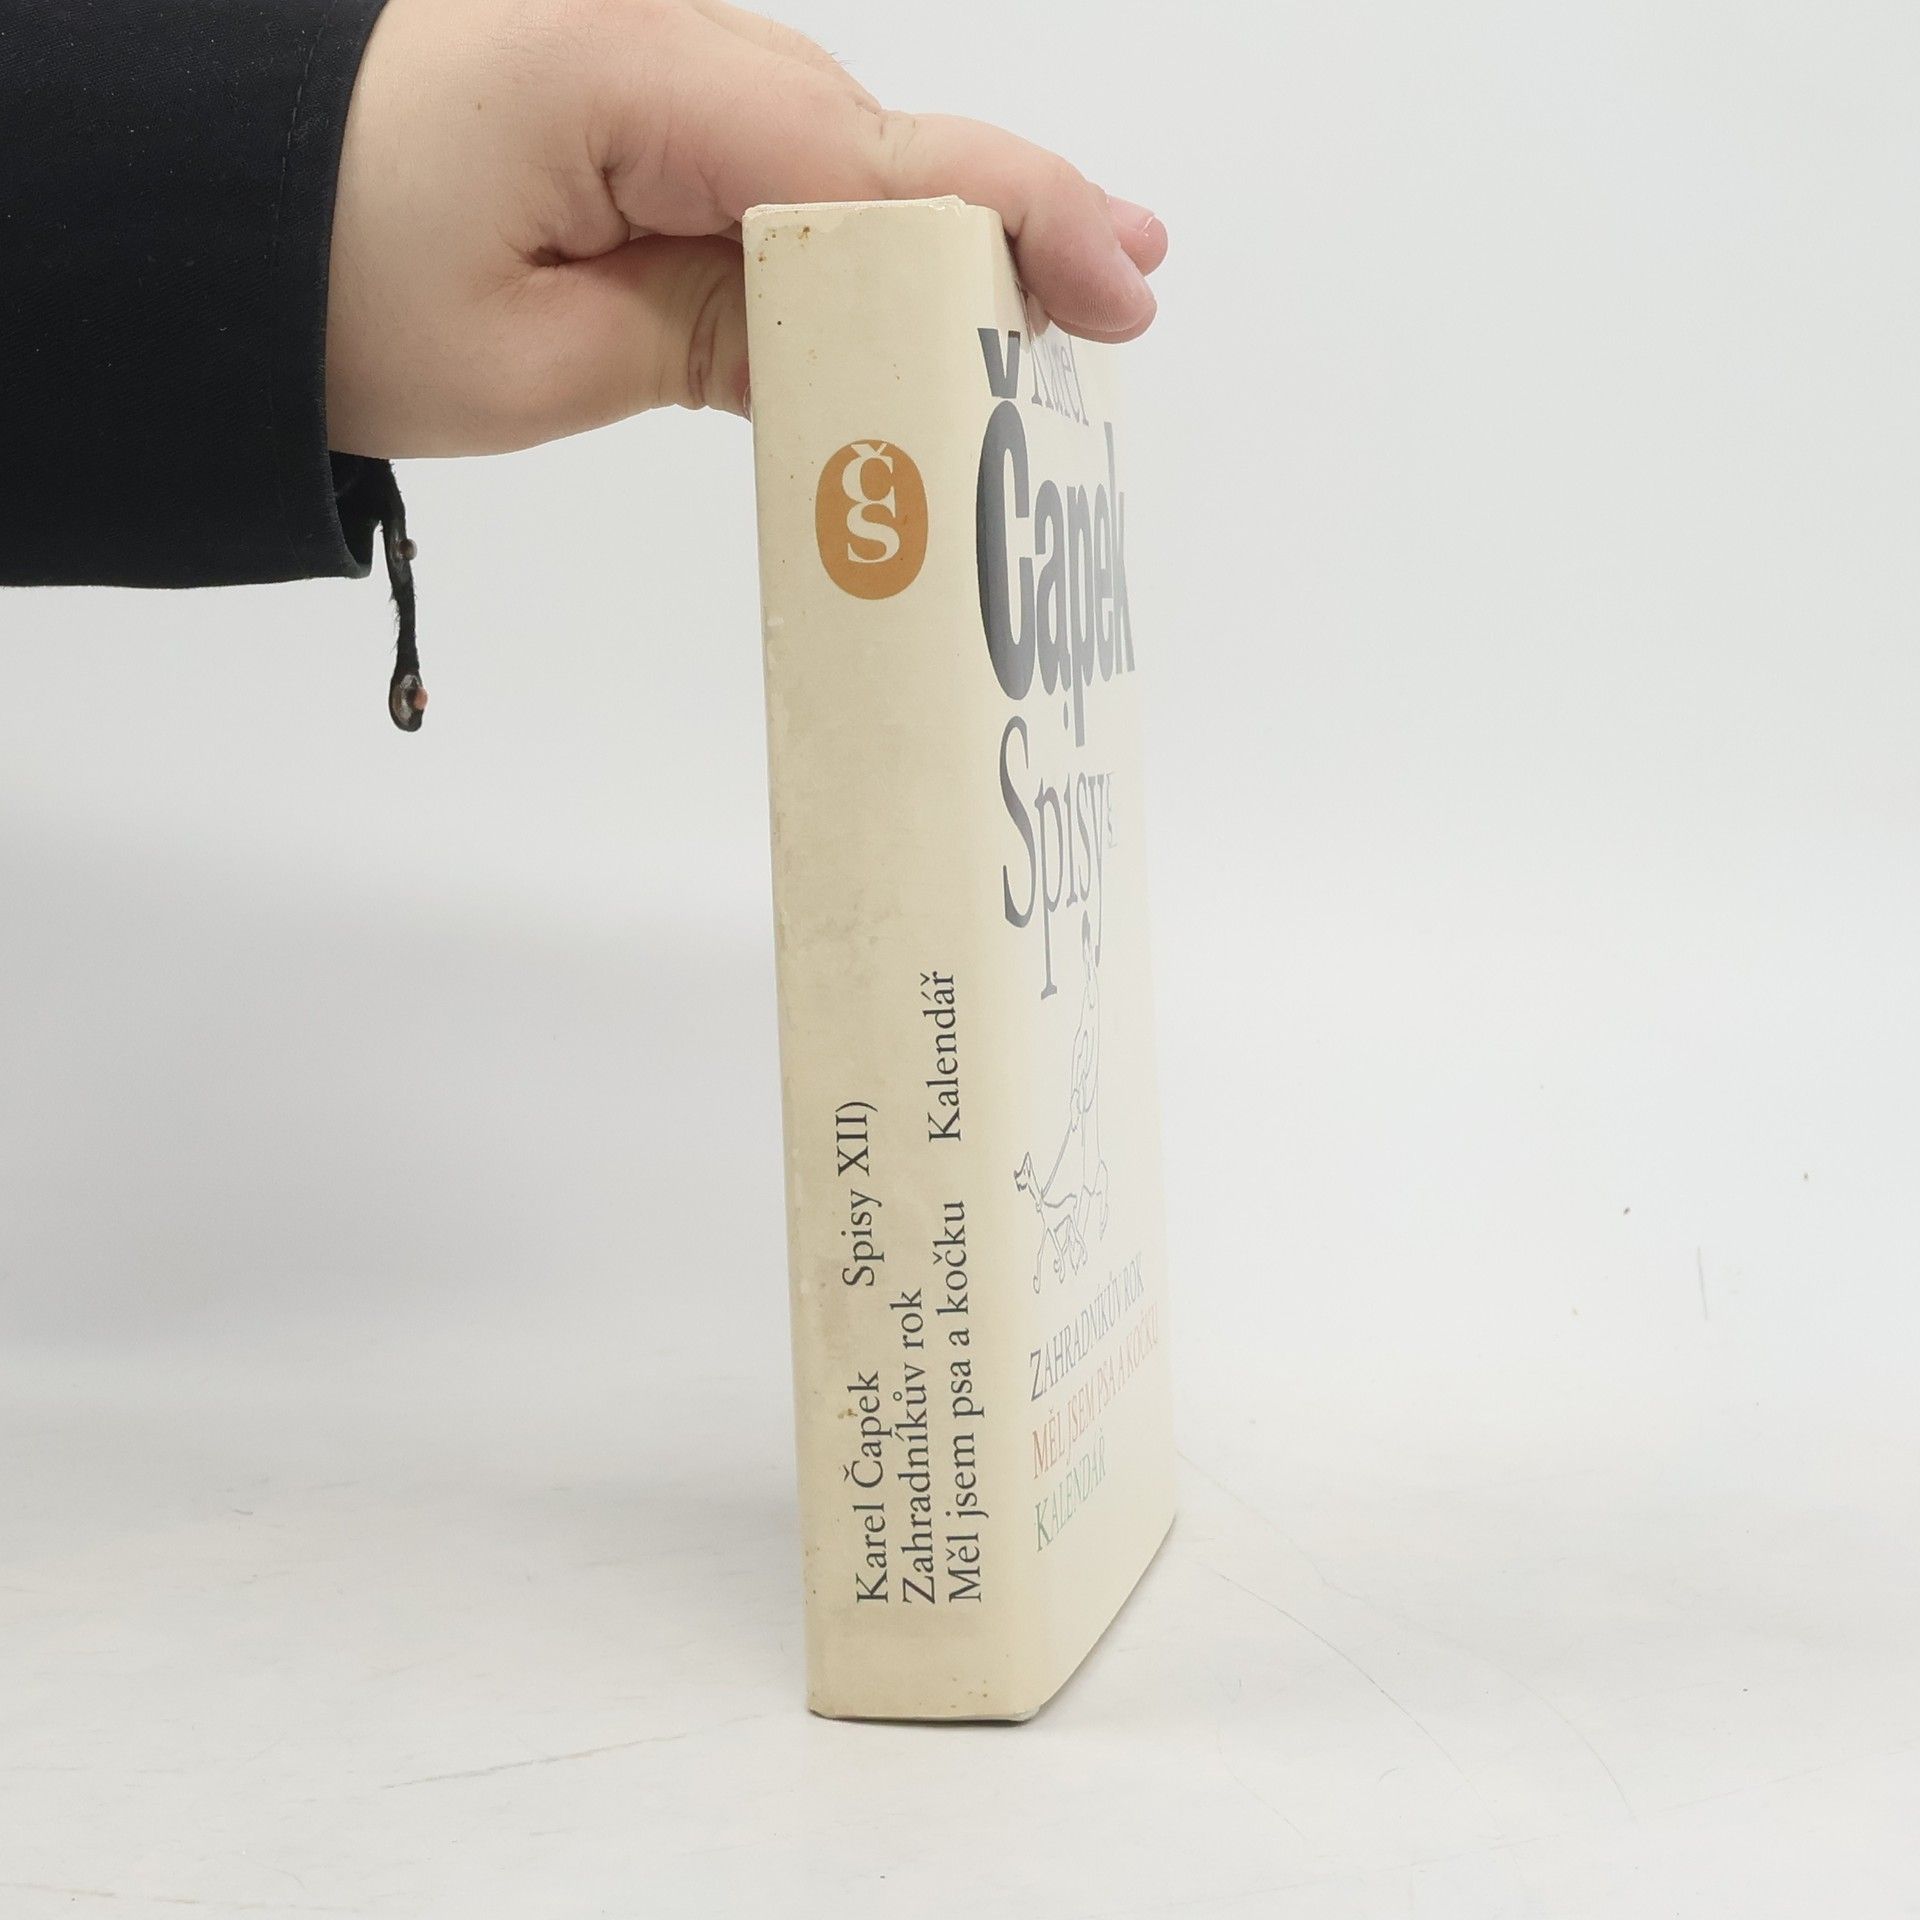 ČS
Karel Čapek Spisy XII)
Zahradníkův rok
Měl jsem psa a kočku Kalendář
Karel
Čapek
Spisy
ZAHRADNÍKŮV ROK
MĚL JSEM PSA A KOČKU
KALENDÁŘ